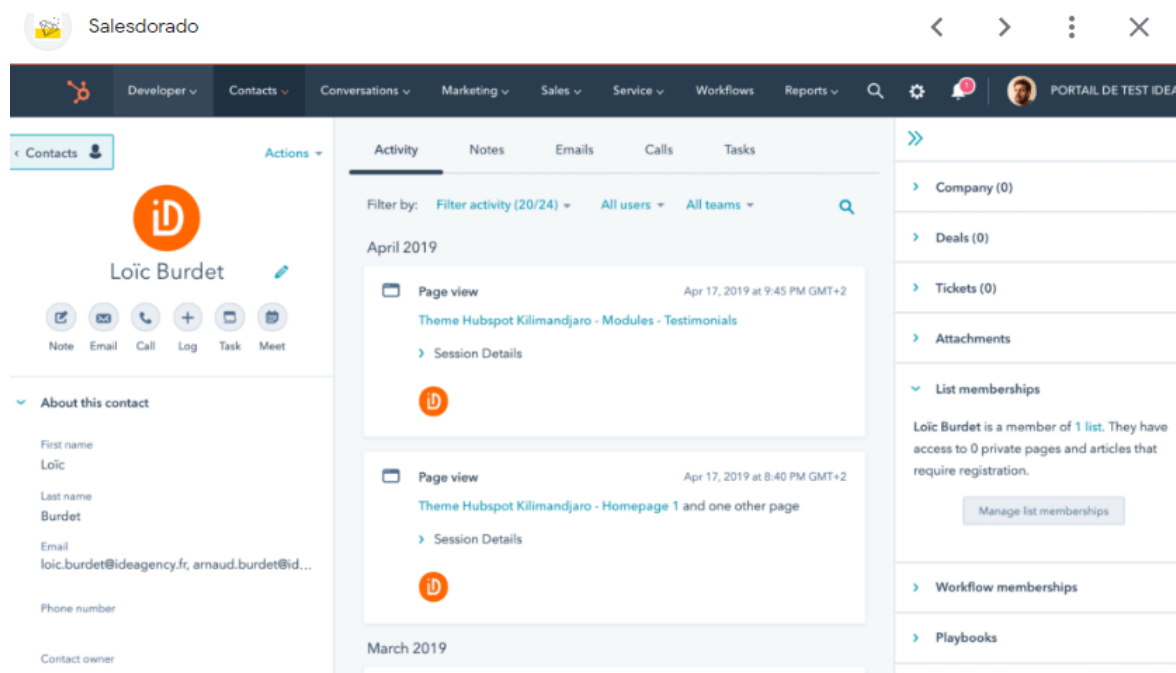 Salesdorado
Developer
Contacts
Conversations
Marketing
Sales
Service
Workflows
Reports
1
PORTAIL DE TEST IDEA
Contacts
Actions
iD
Loïc Burdet
Note
Email
Call
Log
Task
Meet
About this contact
First name
Loïc
Last name
Burdet
Email
loic.burdet@ideagency.fr, arnaud.burdet@id...
Phone number
Contact owner
Activity
Notes
Emails
Calls
Tasks
Filter by:
Filter activity (20/24)
All users
All teams
April 2019
Page view
Apr 17, 2019 at 9:45 PM GMT+2
Theme Hubspot Kilimandjaro - Modules - Testimonials
Session Details
iD
Page view
Apr 17, 2019 at 8:40 PM GMT+2
Theme Hubspot Kilimandjaro - Homepage 1 and one other page
Session Details
iD
March 2019
Company (0)
Deals (0)
Tickets (0)
Attachments
List memberships
Loïc Burdet is a member of 1 list. They have
access to 0 private pages and articles that
require registration.
Manage list memberships
Workflow memberships
Playbooks